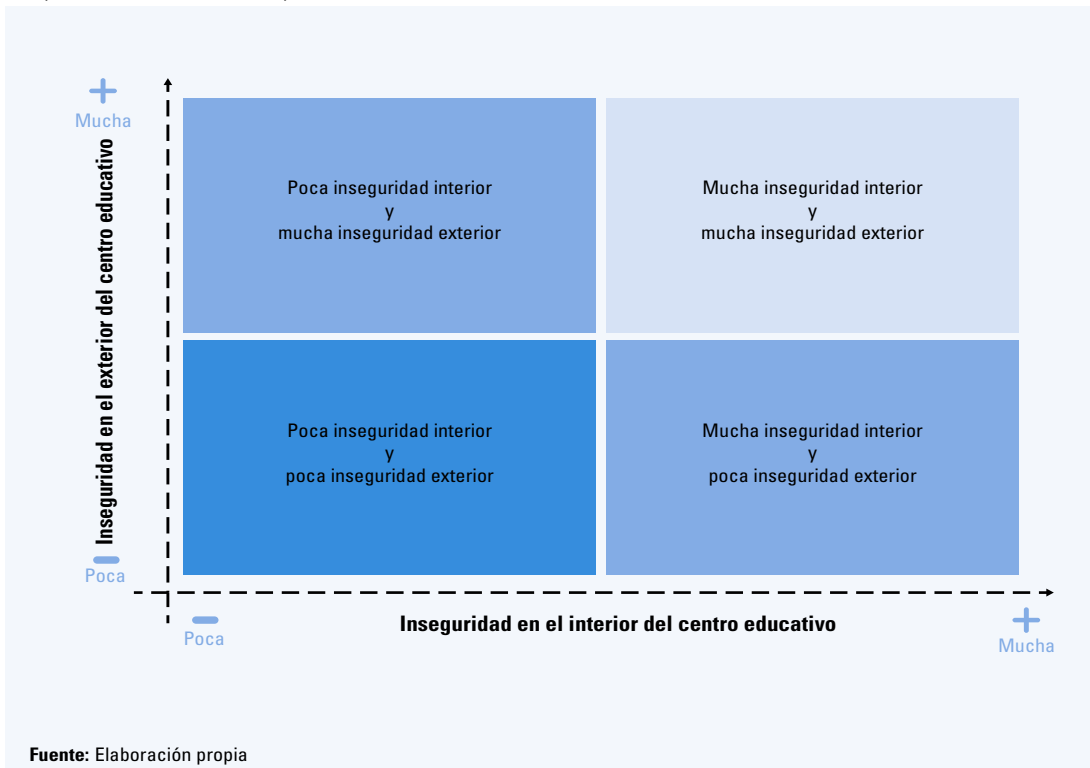 +
Mucha
Inseguridad en el exterior del centro educativo
Poca inseguridad interior
y
mucha inseguridad exterior
Mucha inseguridad interior
y
mucha inseguridad exterior
Poca inseguridad interior
y
poca inseguridad exterior
Mucha inseguridad interior
y
poca inseguridad exterior
−
Poca
−
Poca
Inseguridad en el interior del centro educativo
+
Mucha
Fuente: Elaboración propia